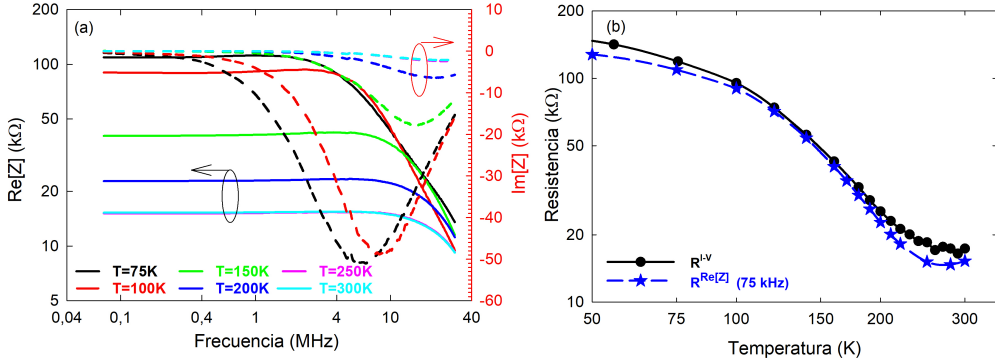 (a)
200
100
50
20
10
5
Re[Z] (kΩ)
10
0
-10
-20
-30
-40
-50
-60
Im[Z] (kΩ)
T=75K
T=150K
T=250K
T=100K
T=200K
T=300K
0,04
0,1
0,4
1
4
10
40
Frecuencia (MHz)
(b)
200
100
50
20
10
Resistencia (kΩ)
R^I-V
R^Re[Z] (75 kHz)
50
75
100
150
200
300
Temperatura (K)